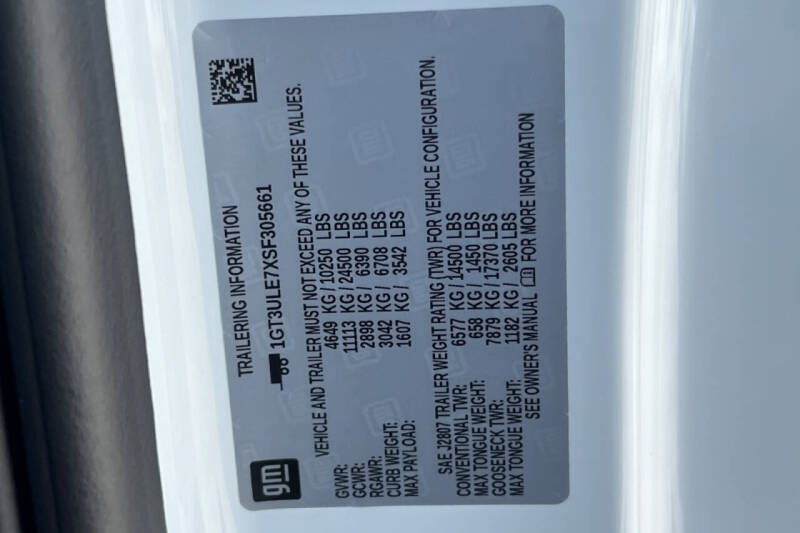 gm
TRAILERING INFORMATION
1GT3ULE7XSF305661
VEHICLE AND TRAILER MUST NOT EXCEED ANY OF THESE VALUES.
GVWR: 4649 KG / 10250 LBS
GCWR: 11113 KG / 24500 LBS
RGAWR: 2898 KG / 6390 LBS
CURB WEIGHT: 3042 KG / 6708 LBS
MAX PAYLOAD: 1607 KG / 3542 LBS
SAE J2807 TRAILER WEIGHT RATING (TWR) FOR VEHICLE CONFIGURATION.
CONVENTIONAL TWR: 6577 KG / 14500 LBS
MAX TONGUE WEIGHT: 658 KG / 1450 LBS
GOOSENECK TWR: 7879 KG / 17370 LBS
MAX TONGUE WEIGHT: 1182 KG / 2605 LBS
SEE OWNER'S MANUAL FOR MORE INFORMATION